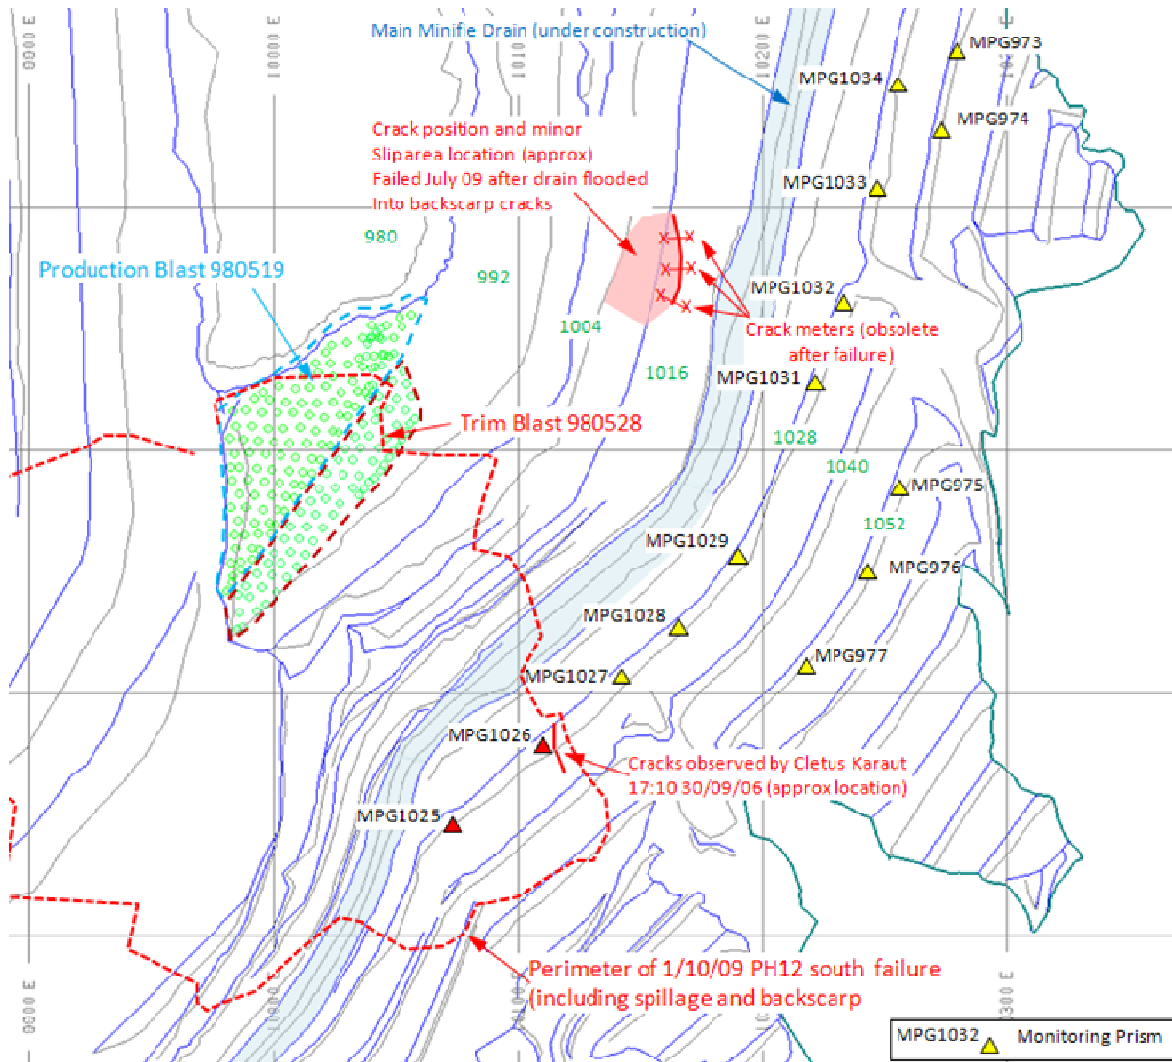 Main Minifie Drain (under construction)
MPG973
MPG1034
MPG974
Crack position and minor
Sliparea location (approx)
Failed July 09 after drain flooded
Into backscarp cracks
MPG1033
980
Production Blast 980519
992
MPG1032
1004
Crack meters (obsolete
after failure)
1016
MPG1031
Trim Blast 980528
1028
1040
MPG975
1052
MPG1029
MPG976
MPG1028
MPG977
MPG1027
MPG1026
Cracks observed by Cletus Karaut
17:10 30/09/06 (approx location)
MPG1025
Perimeter of 1/10/09 PH12 south failure
(including spillage and backscarp
MPG1032 Monitoring Prism